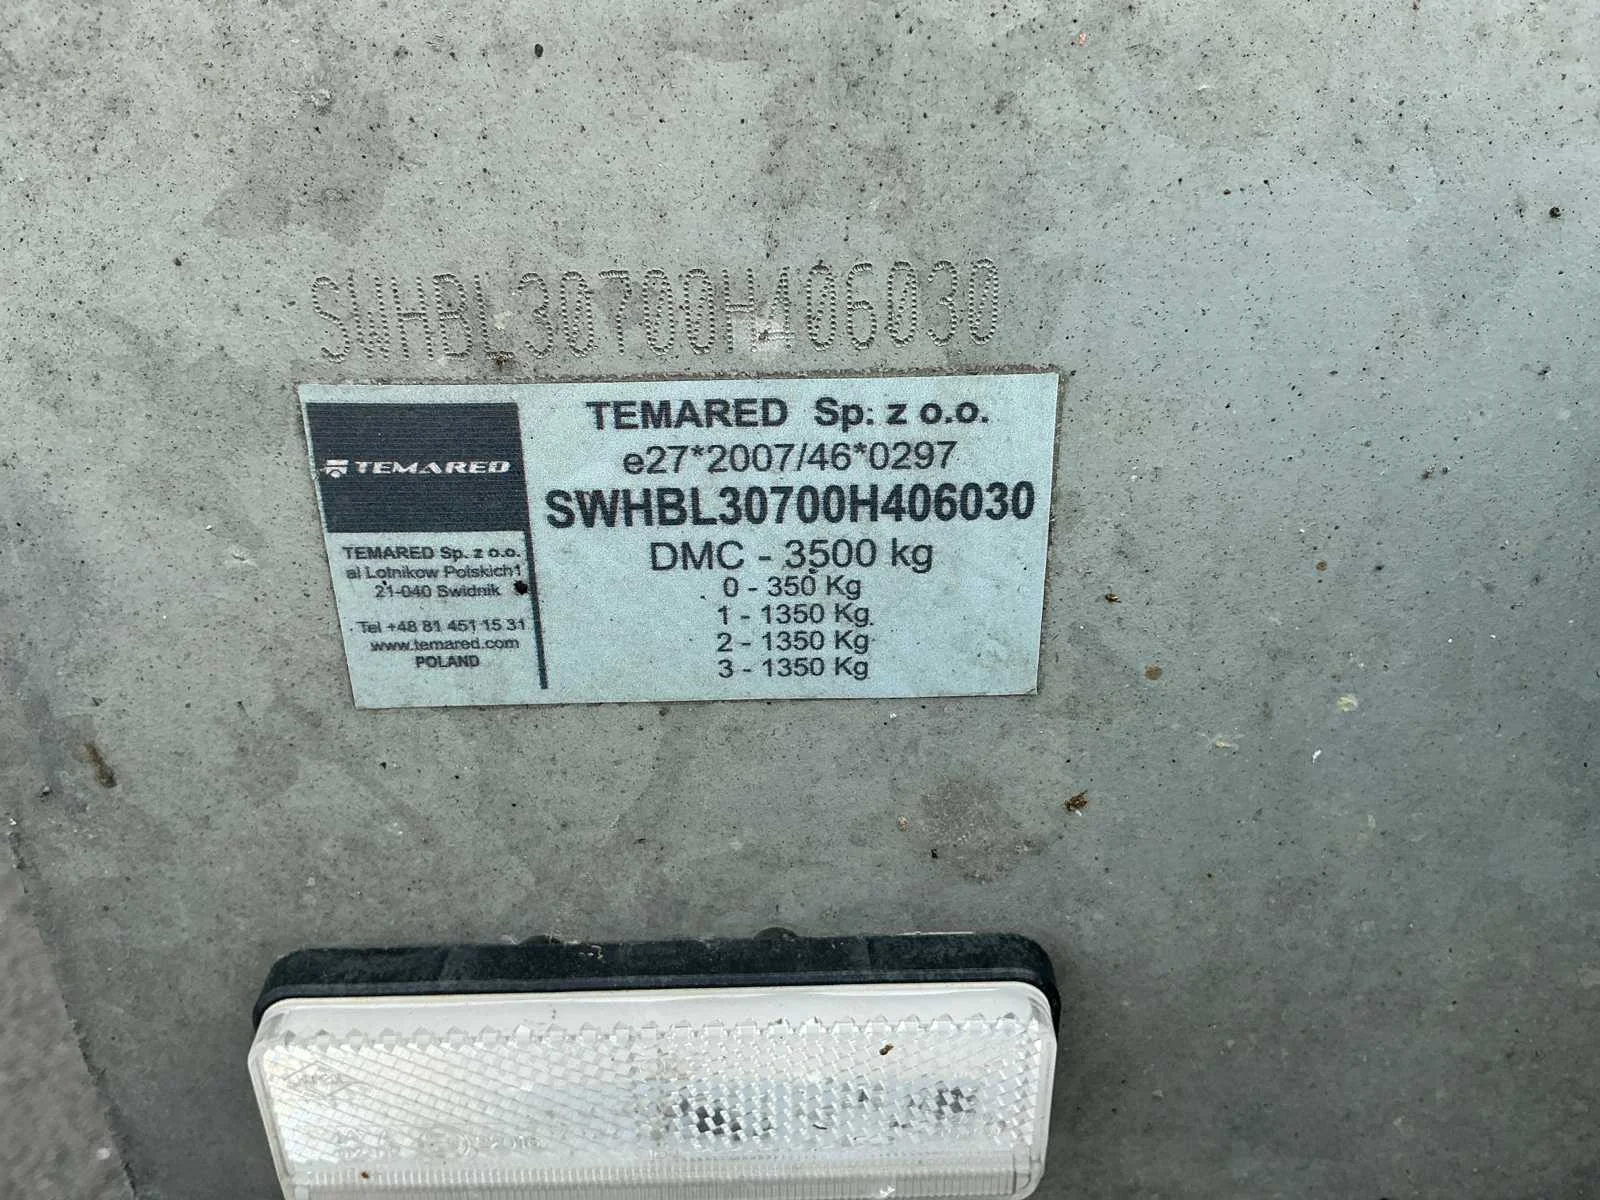 SWHBL30700H406030
TEMARED
TEMARED Sp. z o.o.
al Lotnikow Polskich1
21-040 Swidnik
Tel +48 81 451 15 31
www.temared.com
POLAND
TEMARED Sp. z o.o.
e27*2007/46*0297
SWHBL30700H406030
DMC - 3500 kg
0 - 350 Kg
1 - 1350 Kg
2 - 1350 Kg
3 - 1350 Kg